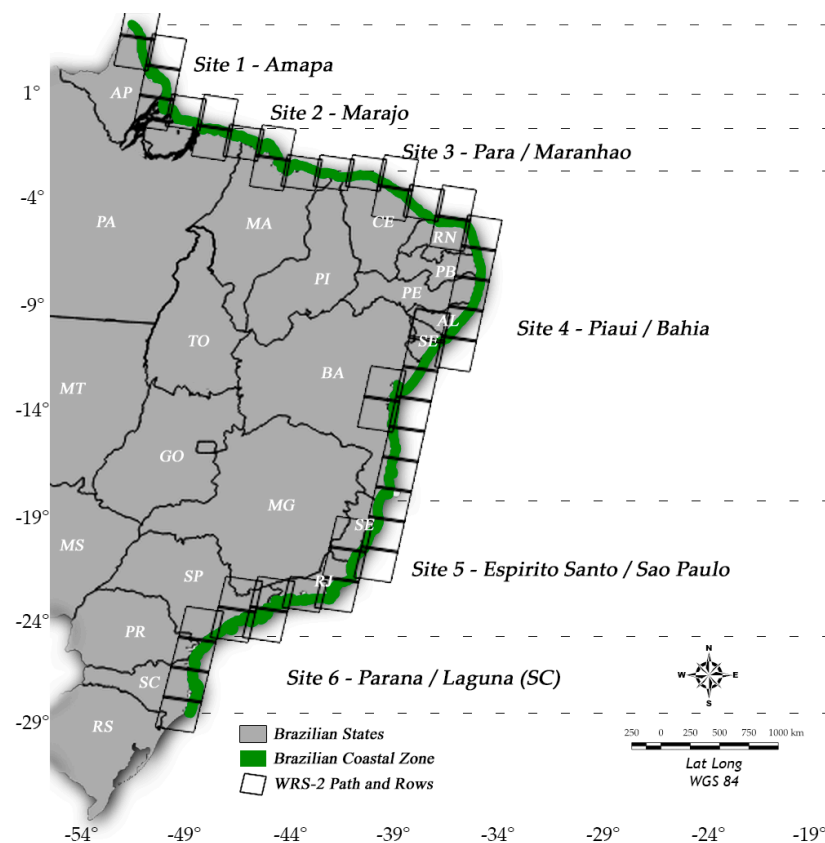 Site 1 - Amapa
1°
AP
Site 2 - Marajo
Site 3 - Para / Maranhao
-4°
PA
MA
CE
RN
PI
PB
PE
-9°
AL
Site 4 - Piaui / Bahia
TO
SE
BA
MT
-14°
GO
MG
-19°
SE
MS
SP
RJ
Site 5 - Espirito Santo / Sao Paulo
-24°
PR
N
Site 6 - Parana / Laguna (SC)
W E
SC
S
-29°
RS
Brazilian States
250 0 250 500 1000 km
Brazilian Coastal Zone
Lat Long
WRS-2 Path and Rows
WGS 84
-54° -49° -44° -39° -34° -29° -24° -19°